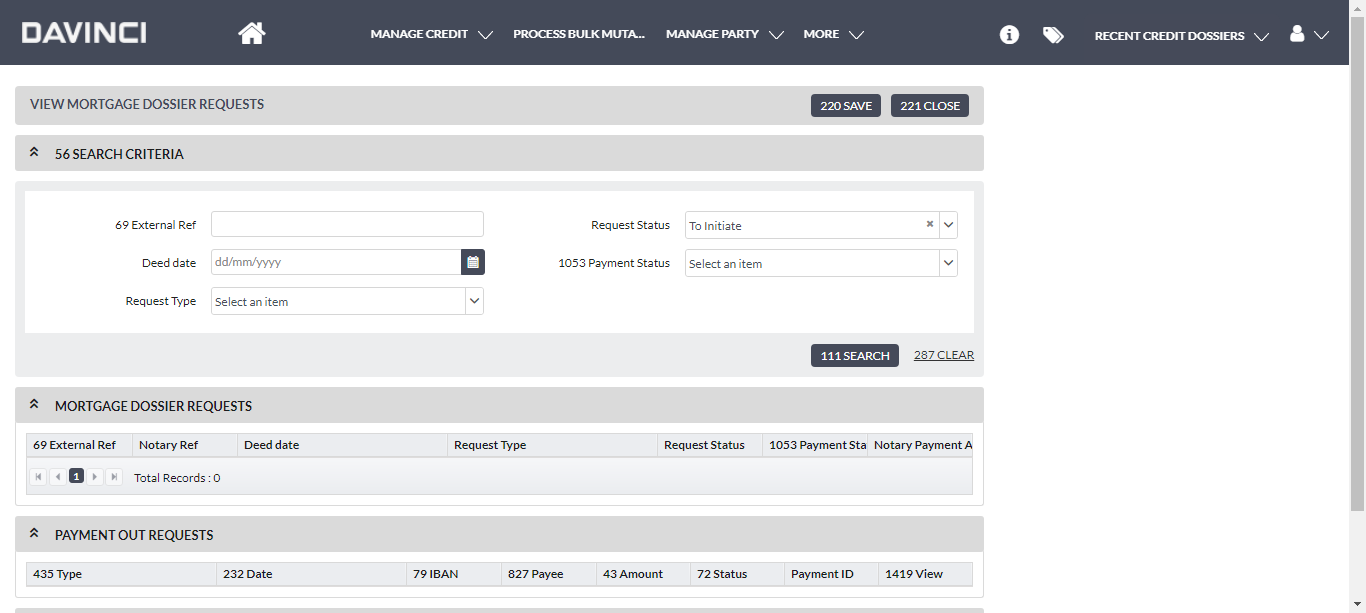 DAVINCI
MANAGE CREDIT
PROCESS BULK MUTA...
MANAGE PARTY
MORE
RECENT CREDIT DOSSIERS
VIEW MORTGAGE DOSSIER REQUESTS
220 SAVE
221 CLOSE
56 SEARCH CRITERIA
69 External Ref
Request Status
To Initiate
Deed date
dd/mm/yyyy
1053 Payment Status
Select an item
Request Type
Select an item
111 SEARCH
287 CLEAR
MORTGAGE DOSSIER REQUESTS
69 External Ref
Notary Ref
Deed date
Request Type
Request Status
1053 Payment Sta
Notary Payment A
1
Total Records : 0
PAYMENT OUT REQUESTS
435 Type
232 Date
79 IBAN
827 Payee
43 Amount
72 Status
Payment ID
1419 View